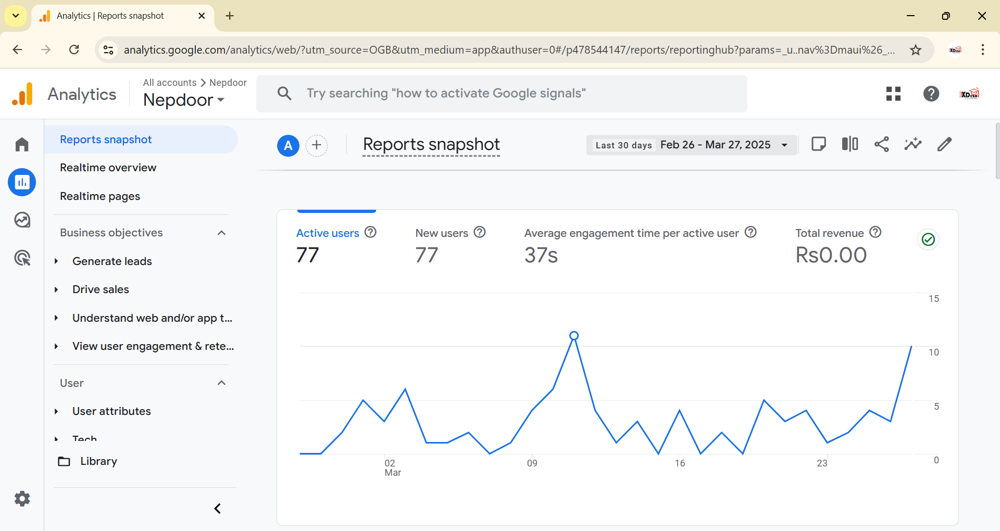 Analytics | Reports snapshot
analytics.google.com/analytics/web/?utm_source=OGB&utm_medium=app&authuser=0#/p478544147/reports/reportinghub?params=_u..nav%3Dmaui%26_...
Analytics
All accounts > Nepdoor
Nepdoor
Try searching "how to activate Google signals"
Reports snapshot
Realtime overview
Realtime pages
Business objectives
Generate leads
Drive sales
Understand web and/or app t...
View user engagement & rete...
User
User attributes
Tech
Library
A
Reports snapshot
Last 30 days Feb 26 - Mar 27, 2025
Active users
77
New users
77
Average engagement time per active user
37s
Total revenue
Rs0.00
15
10
5
0
02
Mar
09
16
23